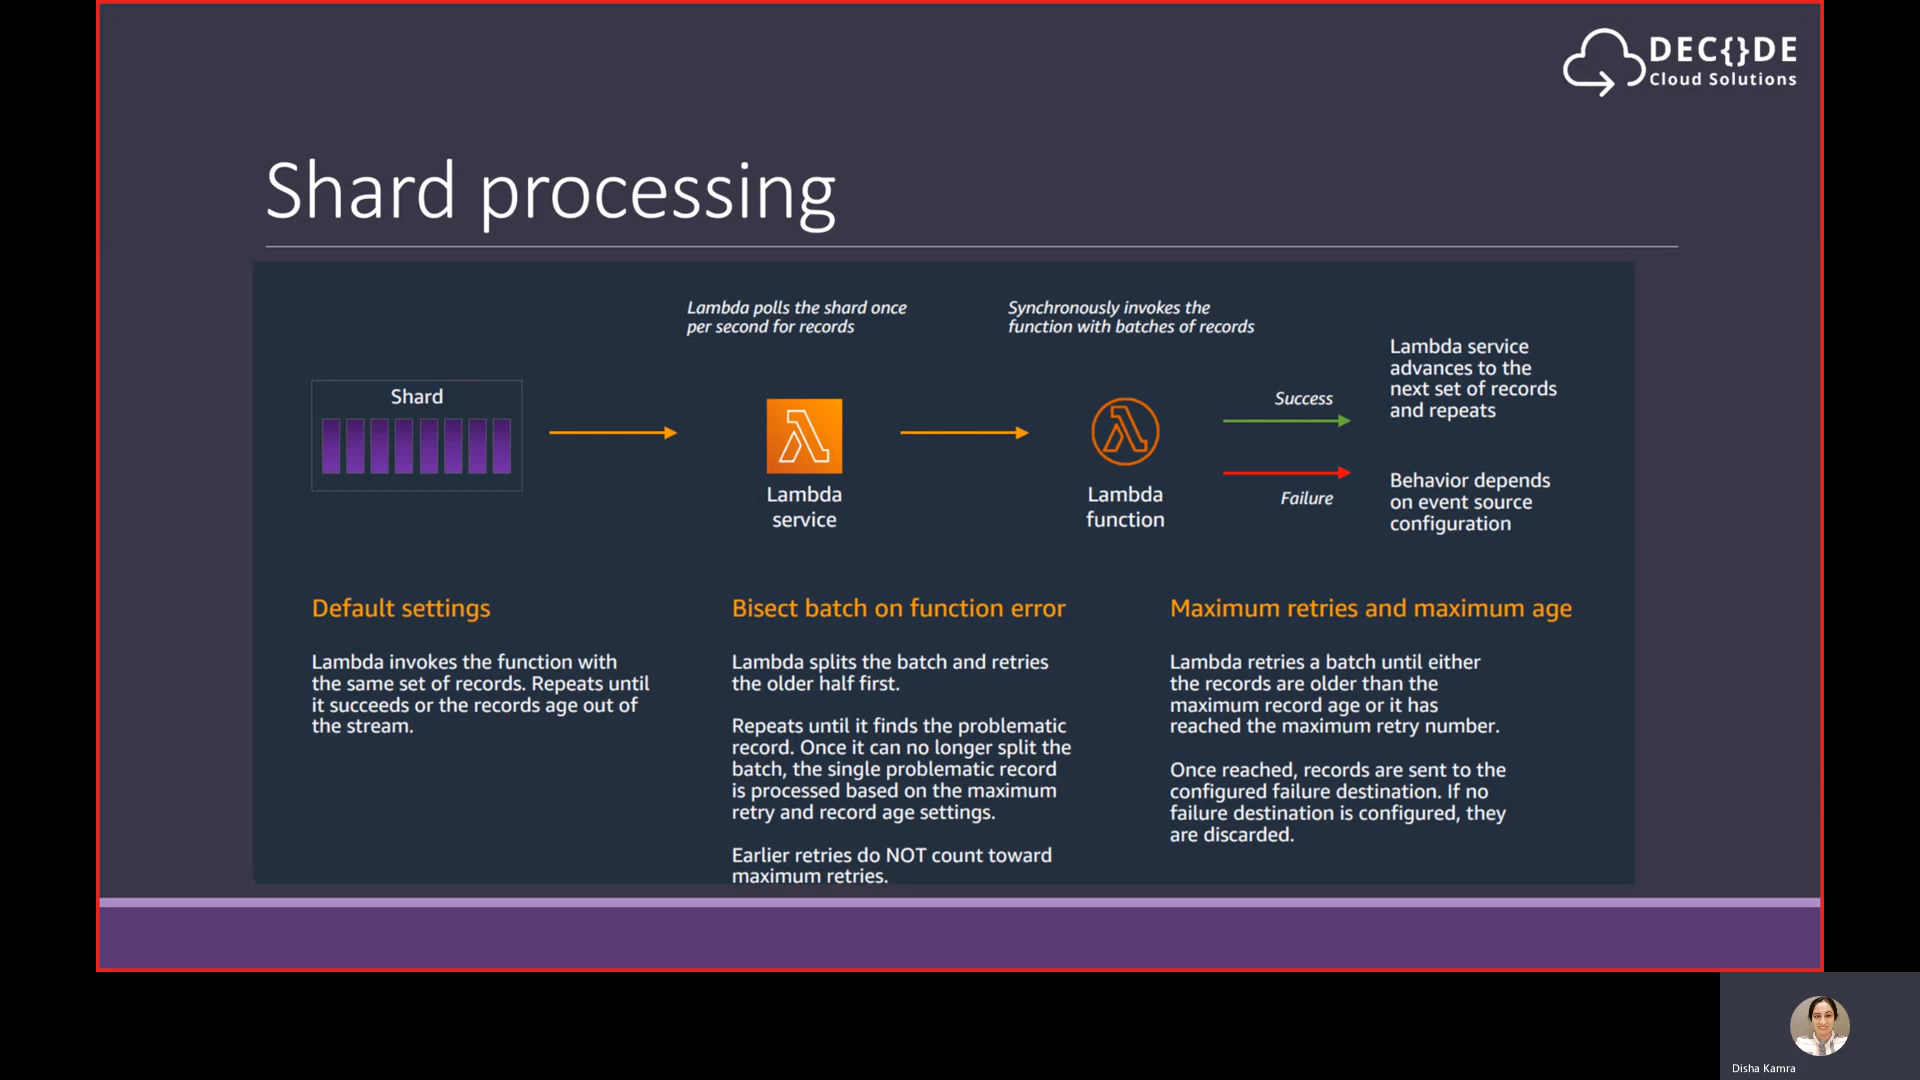 DEC{}DE
Cloud Solutions
Shard processing
Lambda polls the shard once
per second for records
Synchronously invokes the
function with batches of records
Shard
Lambda
service
Lambda
function
Success
Failure
Lambda service
advances to the
next set of records
and repeats
Behavior depends
on event source
configuration
Default settings
Lambda invokes the function with
the same set of records. Repeats until
it succeeds or the records age out of
the stream.
Bisect batch on function error
Lambda splits the batch and retries
the older half first.
Repeats until it finds the problematic
record. Once it can no longer split the
batch, the single problematic record
is processed based on the maximum
retry and record age settings.
Earlier retries do NOT count toward
maximum retries.
Maximum retries and maximum age
Lambda retries a batch until either
the records are older than the
maximum record age or it has
reached the maximum retry number.
Once reached, records are sent to the
configured failure destination. If no
failure destination is configured, they
are discarded.
Disha Kamra